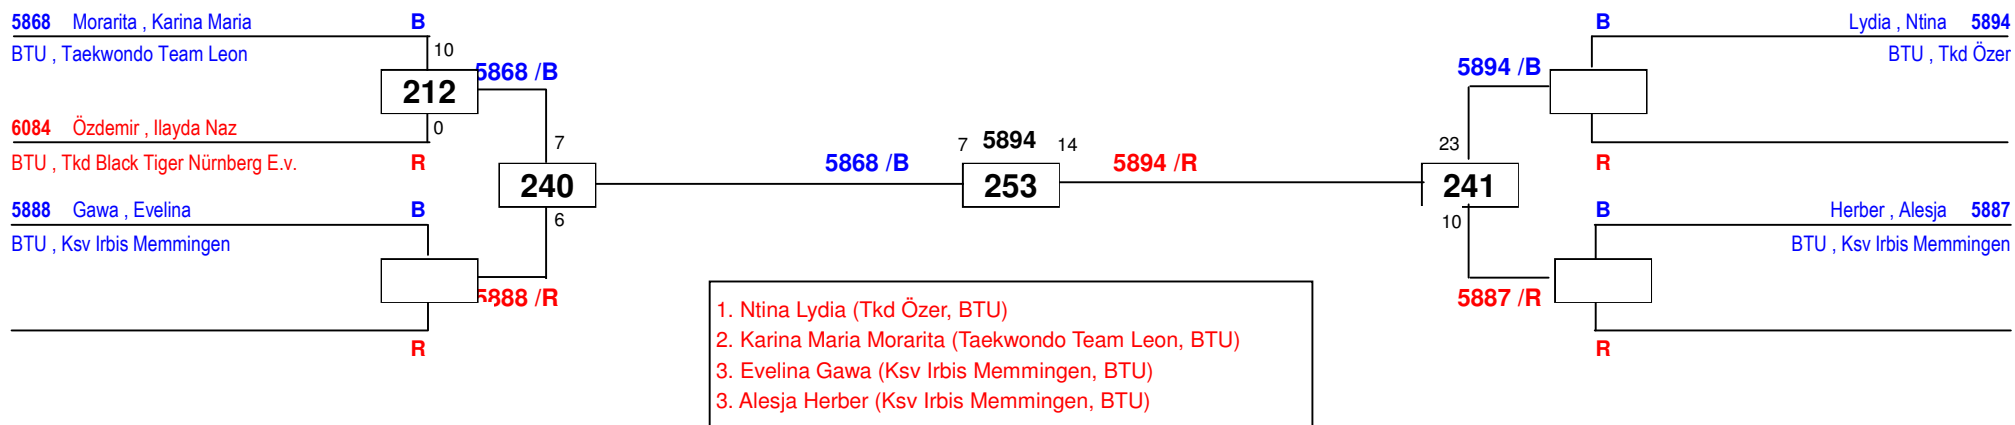 5868 Morarita , Karina Maria B
BTU , Taekwondo Team Leon
10
5868 /B
212
6084 Özdemir , Ilayda Naz
0
BTU , Tkd Black Tiger Nürnberg E.v. R
7
240
6
5888 Gawa , Evelina B
BTU , Ksv Irbis Memmingen
5888 /R
R
5868 /B
7 5894 14
253
5894 /R
B Lydia , Ntina 5894
BTU , Tkd Özer
5894 /B
R
23
241
10
B Herber , Alesja 5887
BTU , Ksv Irbis Memmingen
5887 /R
R
1. Ntina Lydia (Tkd Özer, BTU)
2. Karina Maria Morarita (Taekwondo Team Leon, BTU)
3. Evelina Gawa (Ksv Irbis Memmingen, BTU)
3. Alesja Herber (Ksv Irbis Memmingen, BTU)